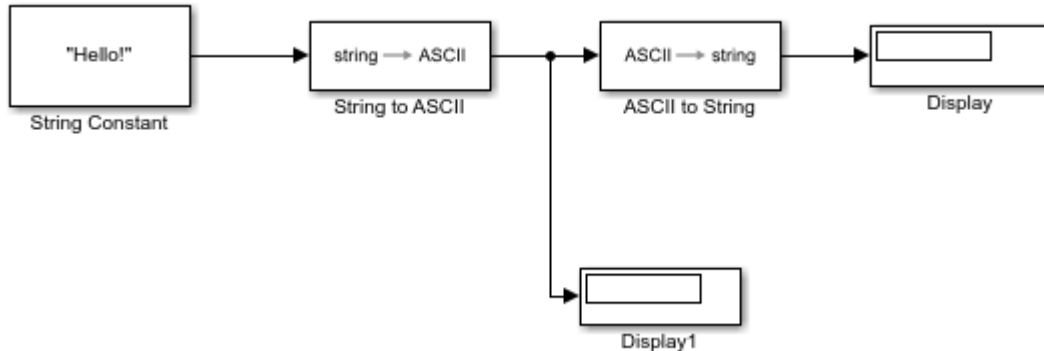 "Hello!"
String Constant
string → ASCII
String to ASCII
ASCII → string
ASCII to String
Display
Display1